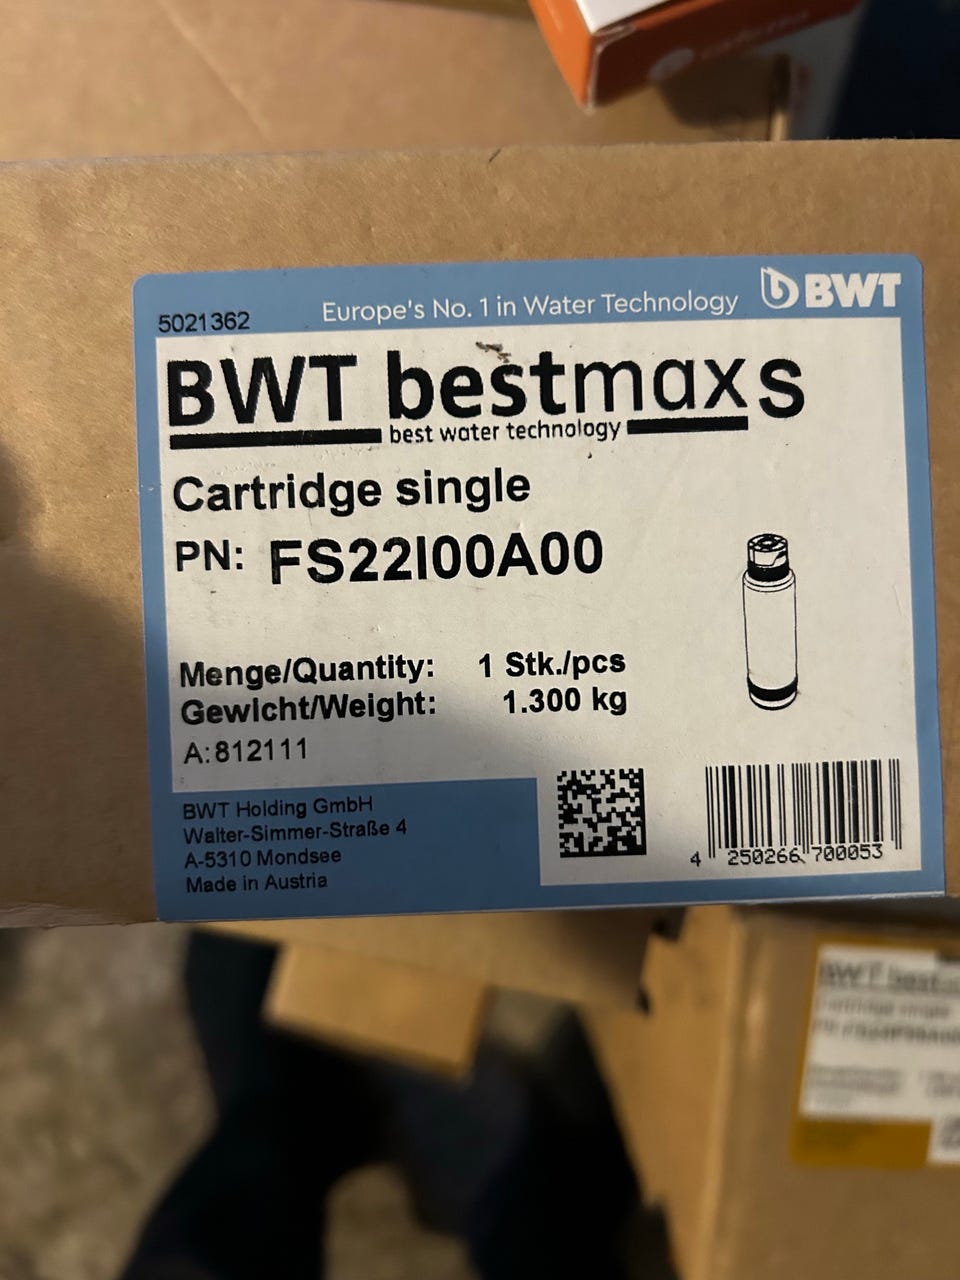 5021362
Europe's No. 1 in Water Technology
BWT
BWT bestmax s
best water technology
Cartridge single
PN: FS22I00A00
Menge/Quantity: 1 Stk./pcs
Gewicht/Weight: 1.300 kg
A:812111
BWT Holding GmbH
Walter-Simmer-Straße 4
A-5310 Mondsee
Made in Austria
4 250266 700053
BWT best
Cartridge single